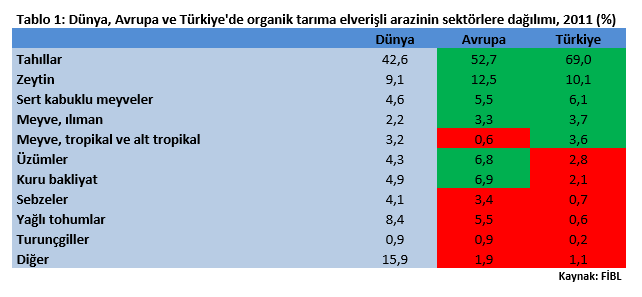 Tablo 1: Dünya, Avrupa ve Türkiye'de organik tarıma elverişli arazinin sektörlere dağılımı, 2011 (%)
Dünya Avrupa Türkiye
Tahıllar 42,6 52,7 69,0
Zeytin 9,1 12,5 10,1
Sert kabuklu meyveler 4,6 5,5 6,1
Meyve, ılıman 2,2 3,3 3,7
Meyve, tropikal ve alt tropikal 3,2 0,6 3,6
Üzümler 4,3 6,8 2,8
Kuru bakliyat 4,9 6,9 2,1
Sebzeler 4,1 3,4 0,7
Yağlı tohumlar 8,4 5,5 0,6
Turunçgiller 0,9 0,9 0,2
Diğer 15,9 1,9 1,1
Kaynak: FİBL